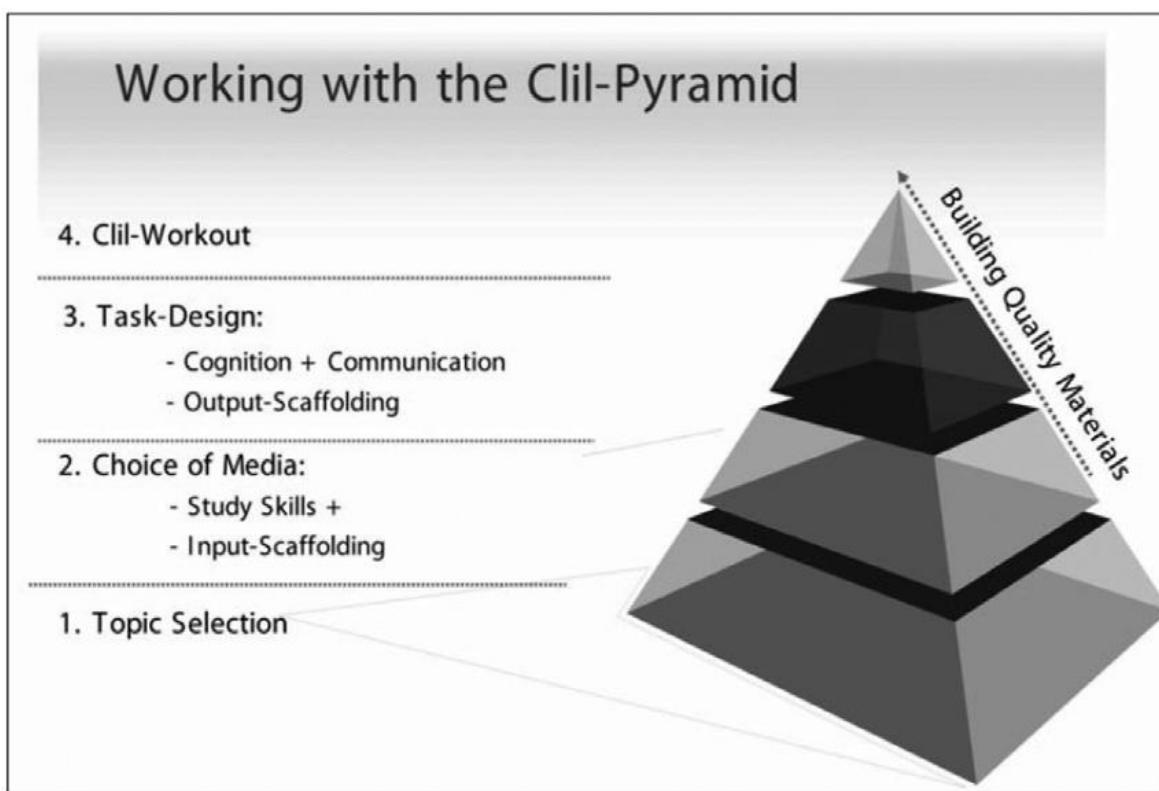 Working with the Clil-Pyramid
4. Clil-Workout
3. Task-Design:
- Cognition + Communication
- Output-Scaffolding
2. Choice of Media:
- Study Skills +
- Input-Scaffolding
1. Topic Selection
Building Quality Materials